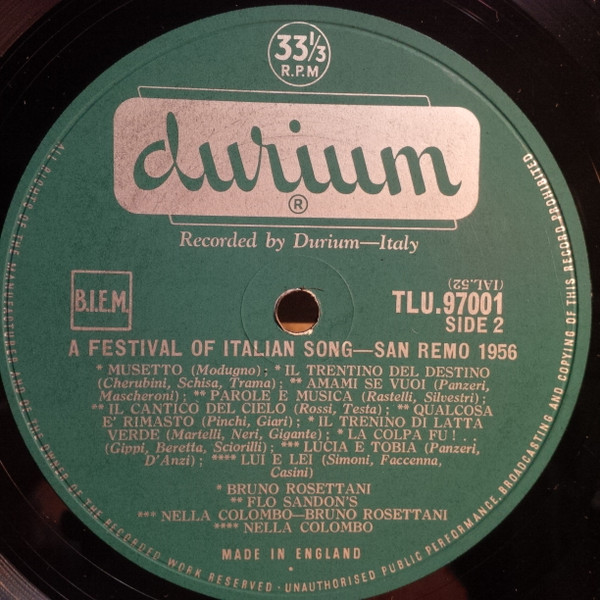 33 1/3
R.P.M
durium
®
Recorded by Durium—Italy
B.I.E.M.
(IAL.52)
TLU.97001
SIDE 2
A FESTIVAL OF ITALIAN SONG—SAN REMO 1956
* MUSETTO (Modugno); * IL TRENTINO DEL DESTINO
(Cherubini, Schisa, Trama); ** AMAMI SE VUOI (Panzeri,
Mascheroni); ** PAROLE E MUSICA (Rastelli, Silvestri);
** IL CANTICO DEL CIELO (Rossi, Testa); ** QUALCOSA
E' RIMASTO (Pinchi, Giari); * IL TRENINO DI LATTA
VERDE (Martelli, Neri, Gigante); * LA COLPA FU! . . .
(Gippi, Beretta, Sciorilli); *** LUCIA E TOBIA (Panzeri,
D'Anzi); **** LUI E LEI (Simoni, Faccenna,
Casini)
* BRUNO ROSETTANI
** FLO SANDON'S
*** NELLA COLOMBO—BRUNO ROSETTANI
**** NELLA COLOMBO
MADE IN ENGLAND
ALL RIGHTS OF THE MANUFACTURER AND OF THE OWNER OF THE RECORDED WORK RESERVED · UNAUTHORISED PUBLIC PERFORMANCE, BROADCASTING AND COPYING OF THIS RECORD PROHIBITED